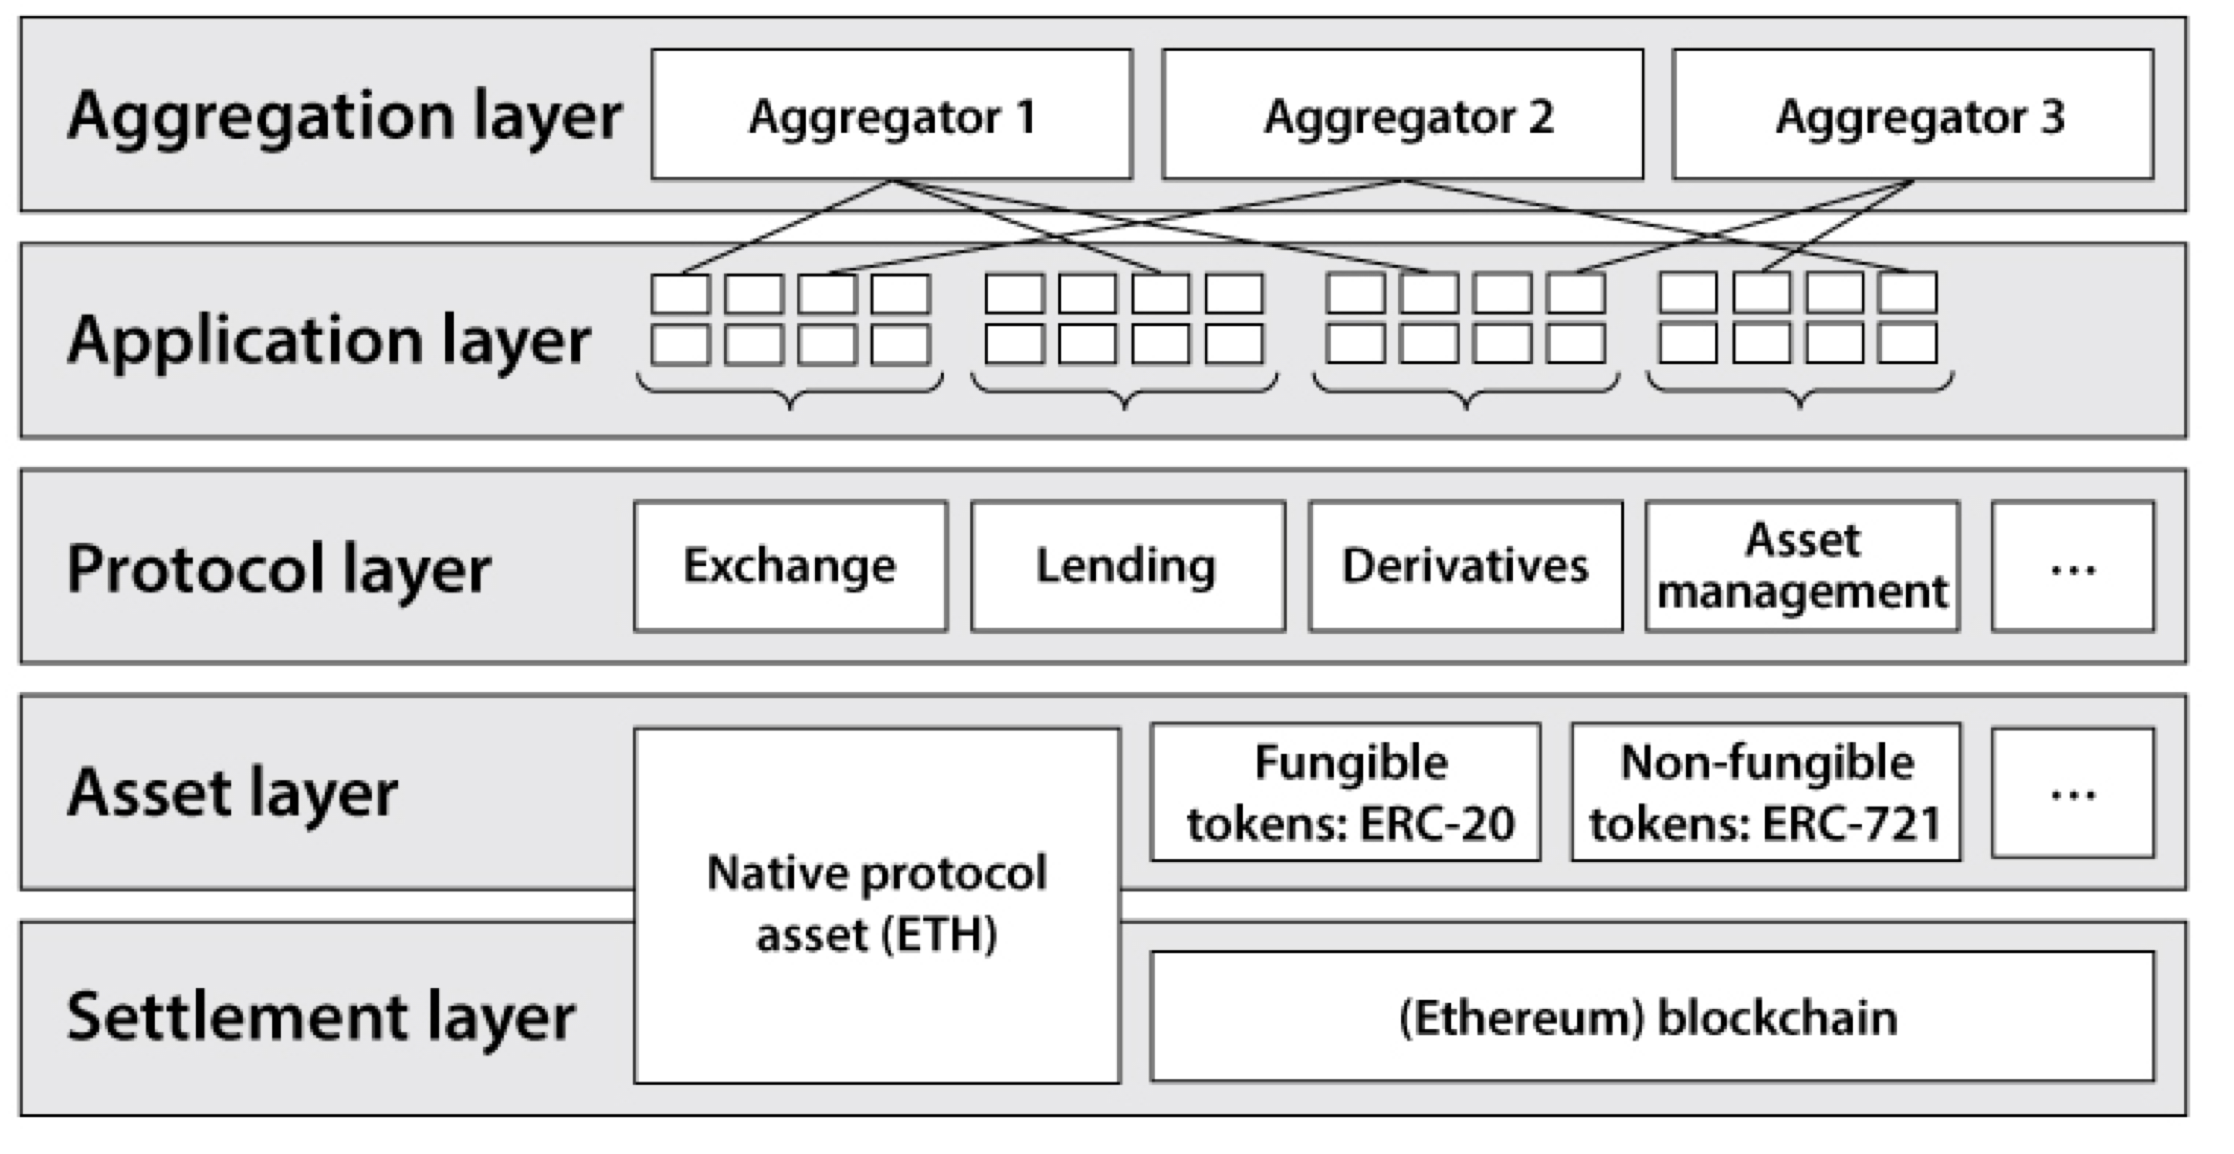 Aggregation layer
Aggregator 1
Aggregator 2
Aggregator 3
Application layer
Protocol layer
Exchange
Lending
Derivatives
Asset
management
...
Asset layer
Native protocol
asset (ETH)
Fungible
tokens: ERC-20
Non-fungible
tokens: ERC-721
...
Settlement layer
(Ethereum) blockchain